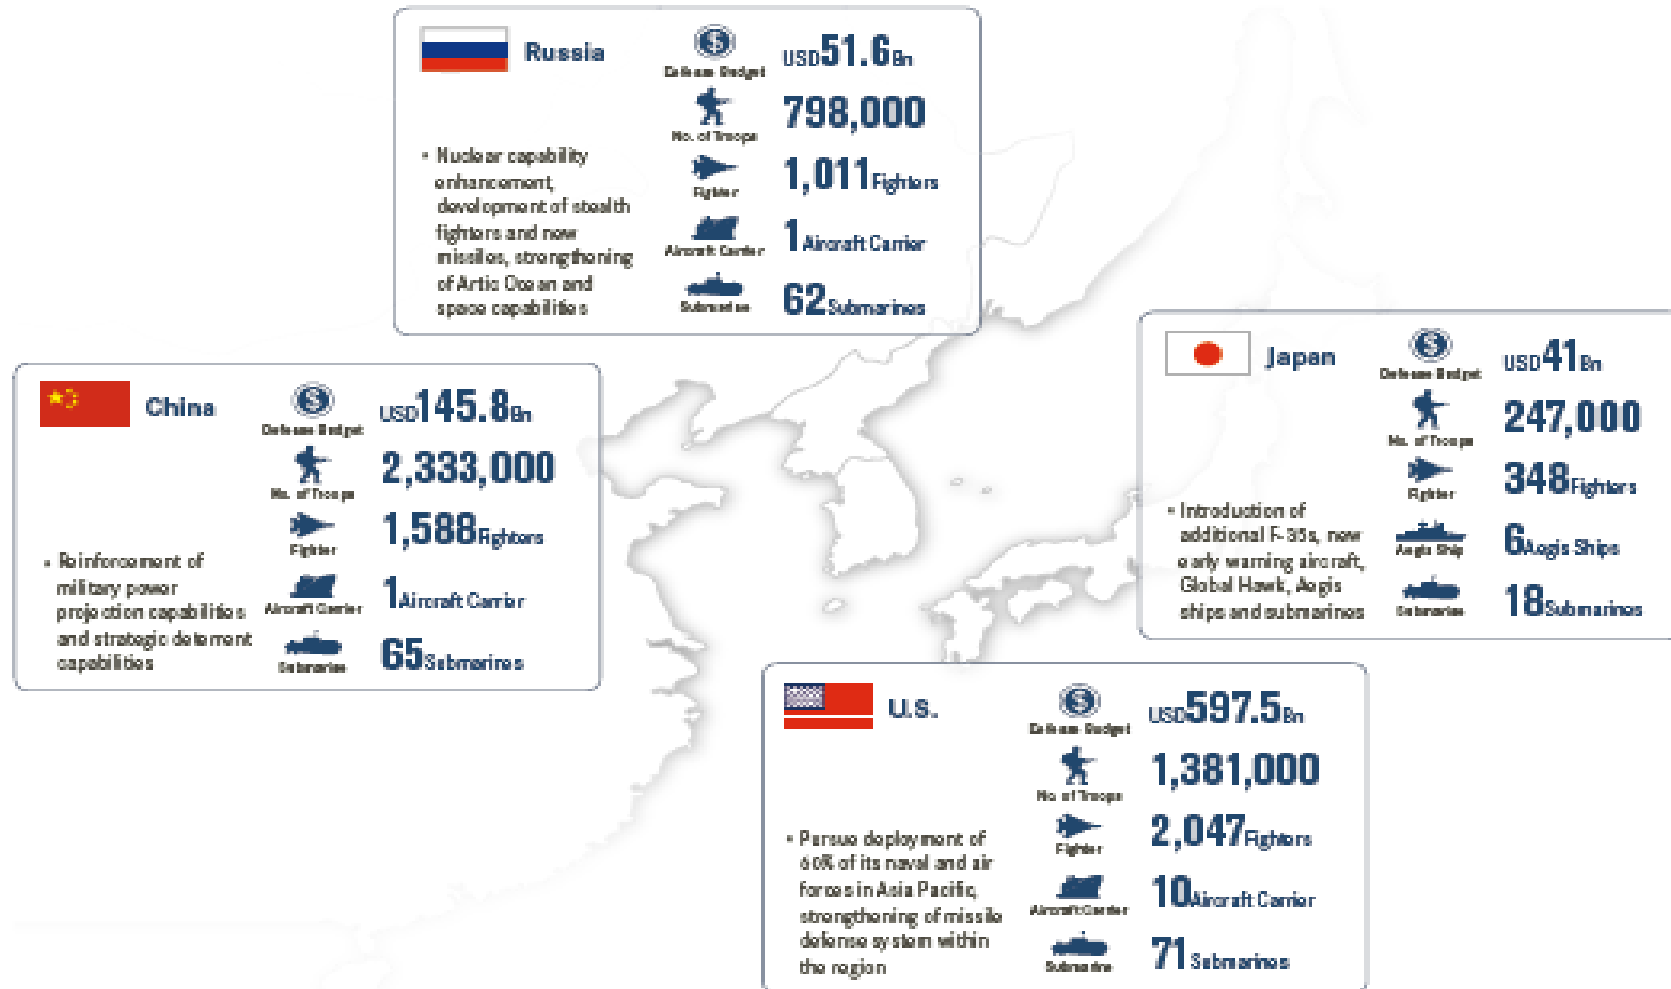 Russia
Defense Budget
USD51.6Bn
No. of Troops
798,000
Fighter
1,011Fighters
Aircraft Carrier
1Aircraft Carrier
Submarine
62Submarines
• Nuclear capability
enhancement,
development of stealth
fighters and new
missiles, strengthening
of Artic Ocean and
space capabilities
China
Defense Budget
USD145.8Bn
No. of Troops
2,333,000
Fighter
1,588Fighters
Aircraft Carrier
1Aircraft Carrier
Submarine
65Submarines
• Reinforcement of
military power
projection capabilities
and strategic deterrent
capabilities
Japan
Defense Budget
USD41Bn
No. of Troops
247,000
Fighter
348Fighters
Aegis Ship
6Aegis Ships
Submarine
18Submarines
• Introduction of
additional F-35s, new
early warning aircraft,
Global Hawk, Aegis
ships and submarines
U.S.
Defense Budget
USD597.5Bn
No. of Troops
1,381,000
Fighter
2,047Fighters
Aircraft Carrier
10Aircraft Carrier
Submarine
71Submarines
• Pursue deployment of
60% of its naval and air
forces in Asia Pacific,
strengthening of missile
defense system within
the region